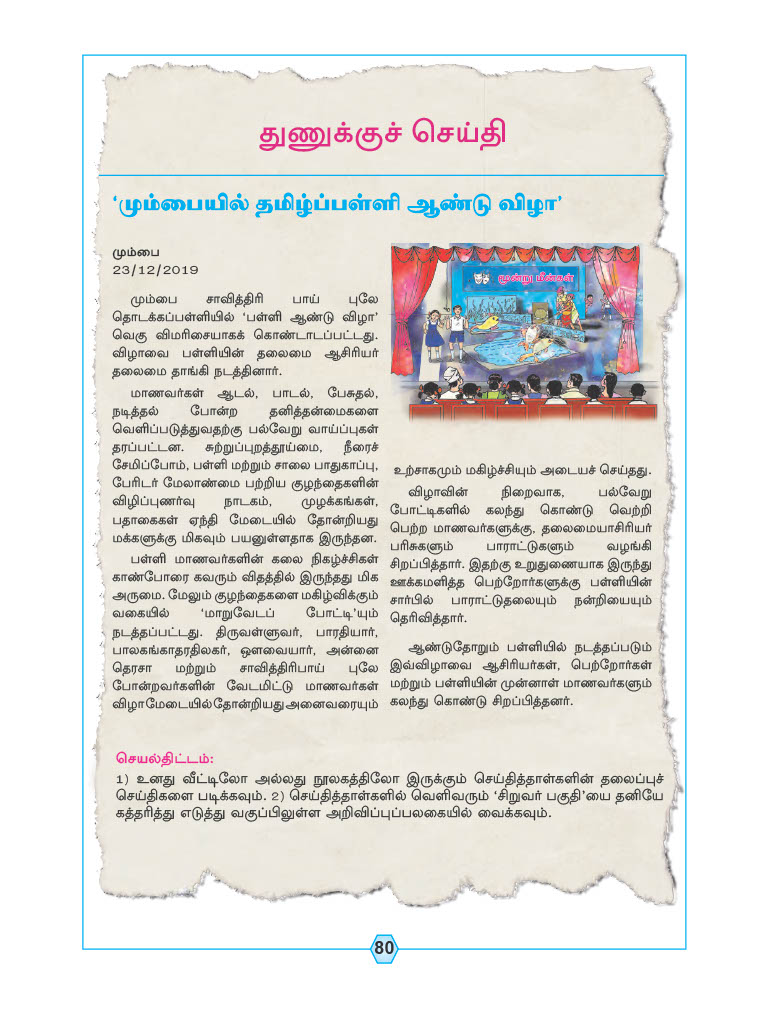 துணுக்குச் செய்தி
‘மும்பையில் தமிழ்ப்பள்ளி ஆண்டு விழா’
மும்பை
23/12/2019
மும்பை சாவித்திரி பாய் புலே
தொடக்கப்பள்ளியில் ‘பள்ளி ஆண்டு விழா’
வெகு விமரிசையாகக் கொண்டாடப்பட்டது.
விழாவை பள்ளியின் தலைமை ஆசிரியர்
தலைமை தாங்கி நடத்தினார்.
மாணவர்கள் ஆடல், பாடல், பேசுதல்,
நடித்தல் போன்ற தனித்தன்மைகளை
வெளிப்படுத்துவதற்கு பல்வேறு வாய்ப்புகள்
தரப்பட்டன. சுற்றுப்புறத்தூய்மை, நீரைச்
சேமிப்போம், பள்ளி மற்றும் சாலை பாதுகாப்பு,
பேரிடர் மேலாண்மை பற்றிய குழந்தைகளின்
விழிப்புணர்வு நாடகம், முழக்கங்கள்,
பதாகைகள் ஏந்தி மேடையில் தோன்றியது
மக்களுக்கு மிகவும் பயனுள்ளதாக இருந்தன.
பள்ளி மாணவர்களின் கலை நிகழ்ச்சிகள்
காண்போரை கவரும் விதத்தில் இருந்தது மிக
அருமை. மேலும் குழந்தைகளை மகிழ்விக்கும்
வகையில் ‘மாறுவேடப் போட்டி’யும்
நடத்தப்பட்டது. திருவள்ளுவர், பாரதியார்,
பாலகங்காதரதிலகர், ஔவையார், அன்னை
தெரசா மற்றும் சாவித்திரிபாய் புலே
போன்றவர்களின் வேடமிட்டு மாணவர்கள்
விழாமேடையில்தோன்றியதுஅனைவரையும்
மூன்று மீன்கள்
உற்சாகமும் மகிழ்ச்சியும் அடையச் செய்தது.
விழாவின் நிறைவாக, பல்வேறு
போட்டிகளில் கலந்து கொண்டு வெற்றி
பெற்ற மாணவர்களுக்கு, தலைமையாசிரியர்
பரிசுகளும் பாராட்டுகளும் வழங்கி
சிறப்பித்தார். இதற்கு உறுதுணையாக இருந்து
ஊக்கமளித்த பெற்றோர்களுக்கு பள்ளியின்
சார்பில் பாராட்டுதலையும் நன்றியையும்
தெரிவித்தார்.
ஆண்டுதோறும் பள்ளியில் நடத்தப்படும்
இவ்விழாவை ஆசிரியர்கள், பெற்றோர்கள்
மற்றும் பள்ளியின் முன்னாள் மாணவர்களும்
கலந்து கொண்டு சிறப்பித்தனர்.
செயல்திட்டம்:
1) உனது வீட்டிலோ அல்லது நூலகத்திலோ இருக்கும் செய்தித்தாள்களின் தலைப்புச்
செய்திகளை படிக்கவும். 2) செய்தித்தாள்களில் வெளிவரும் ‘சிறுவர் பகுதி’யை தனியே
கத்தரித்து எடுத்து வகுப்பிலுள்ள அறிவிப்புப்பலகையில் வைக்கவும்.
80